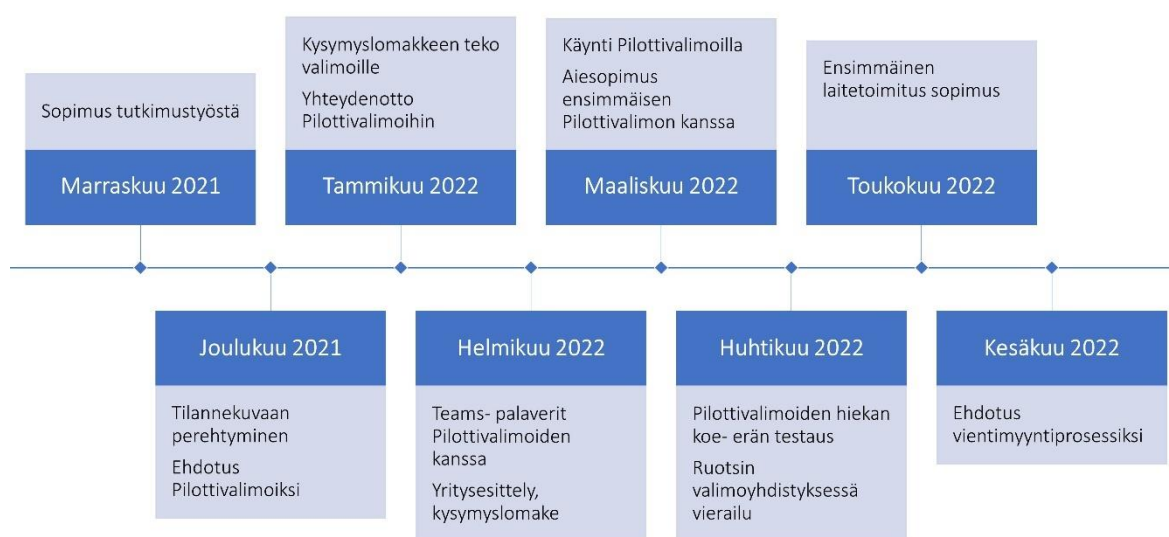 Sopimus tutkimustyöstä
Marraskuu 2021
Kysymyslomakkeen teko
valimoille
Yhteydenotto
Pilottivalimoihin
Tammikuu 2022
Käynti Pilottivalimoilla
Aiesopimus
ensimmäisen
Pilottivalimon kanssa
Maaliskuu 2022
Ensimmäinen
laitetoimitus sopimus
Toukokuu 2022
Joulukuu 2021
Tilannekuvaan
perehtyminen
Ehdotus
Pilottivalimoiksi
Helmikuu 2022
Teams- palaverit
Pilottivalimoiden
kanssa
Yritysesittely,
kysymyslomake
Huhtikuu 2022
Pilottivalimoiden hiekan
koe- erän testaus
Ruotsin
valimoyhdistyksessä
vierailu
Kesäkuu 2022
Ehdotus
vientimyyntiprosessiksi